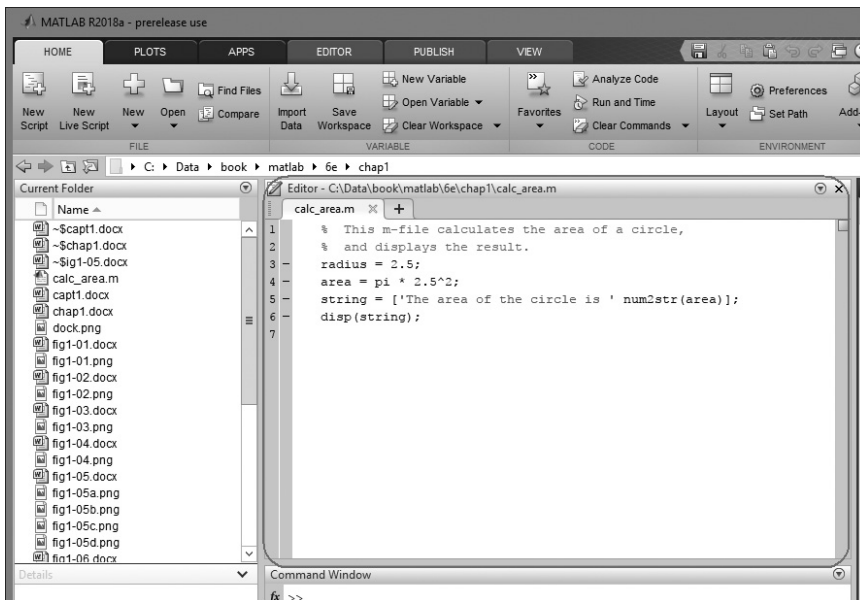 MATLAB R2018a - prerelease use
HOME PLOTS APPS EDITOR PUBLISH VIEW
New Script
New Live Script
New
Open
Find Files
Compare
FILE
Import Data
Save Workspace
New Variable
Open Variable
Clear Workspace
VARIABLE
Favorites
Analyze Code
Run and Time
Clear Commands
CODE
Layout
Preferences
Set Path
ENVIRONMENT
Add-
C: Data book matlab 6e chap1
Current Folder
Name
~$capt1.docx
~$chap1.docx
~$ig1-05.docx
calc_area.m
capt1.docx
chap1.docx
dock.png
fig1-01.docx
fig1-01.png
fig1-02.docx
fig1-02.png
fig1-03.docx
fig1-03.png
fig1-04.docx
fig1-04.png
fig1-05.docx
fig1-05a.png
fig1-05b.png
fig1-05c.png
fig1-05d.png
fig1-06.docx
Details
Editor - C:\Data\book\matlab\6e\chap1\calc_area.m
calc_area.m
1 % This m-file calculates the area of a circle,
2 % and displays the result.
3 – radius = 2.5;
4 – area = pi * 2.5^2;
5 – string = ['The area of the circle is ' num2str(area)];
6 – disp(string);
7
Command Window
fx >>